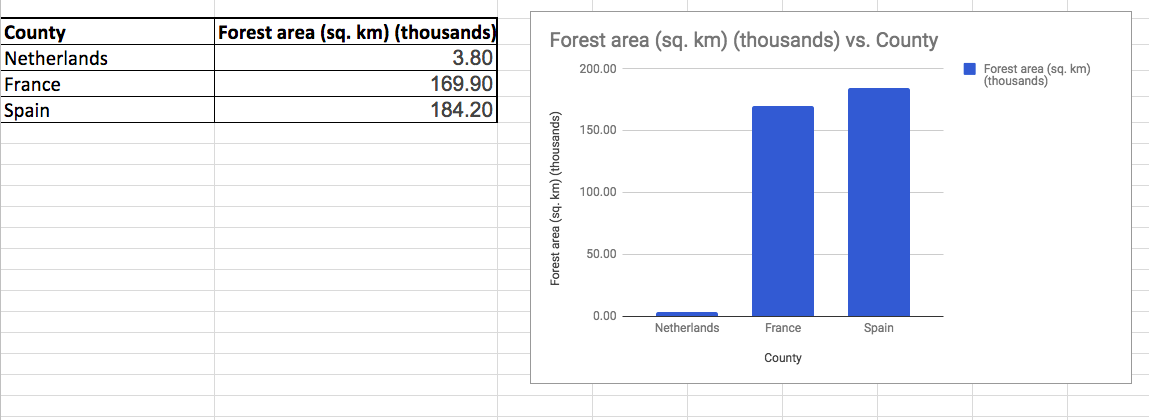 County Forest area (sq. km) (thousands)
Netherlands 3.80
France 169.90
Spain 184.20
Forest area (sq. km) (thousands) vs. County
Forest area (sq. km)
(thousands)
Forest area (sq. km) (thousands)
200.00
150.00
100.00
50.00
0.00
Netherlands France Spain
County